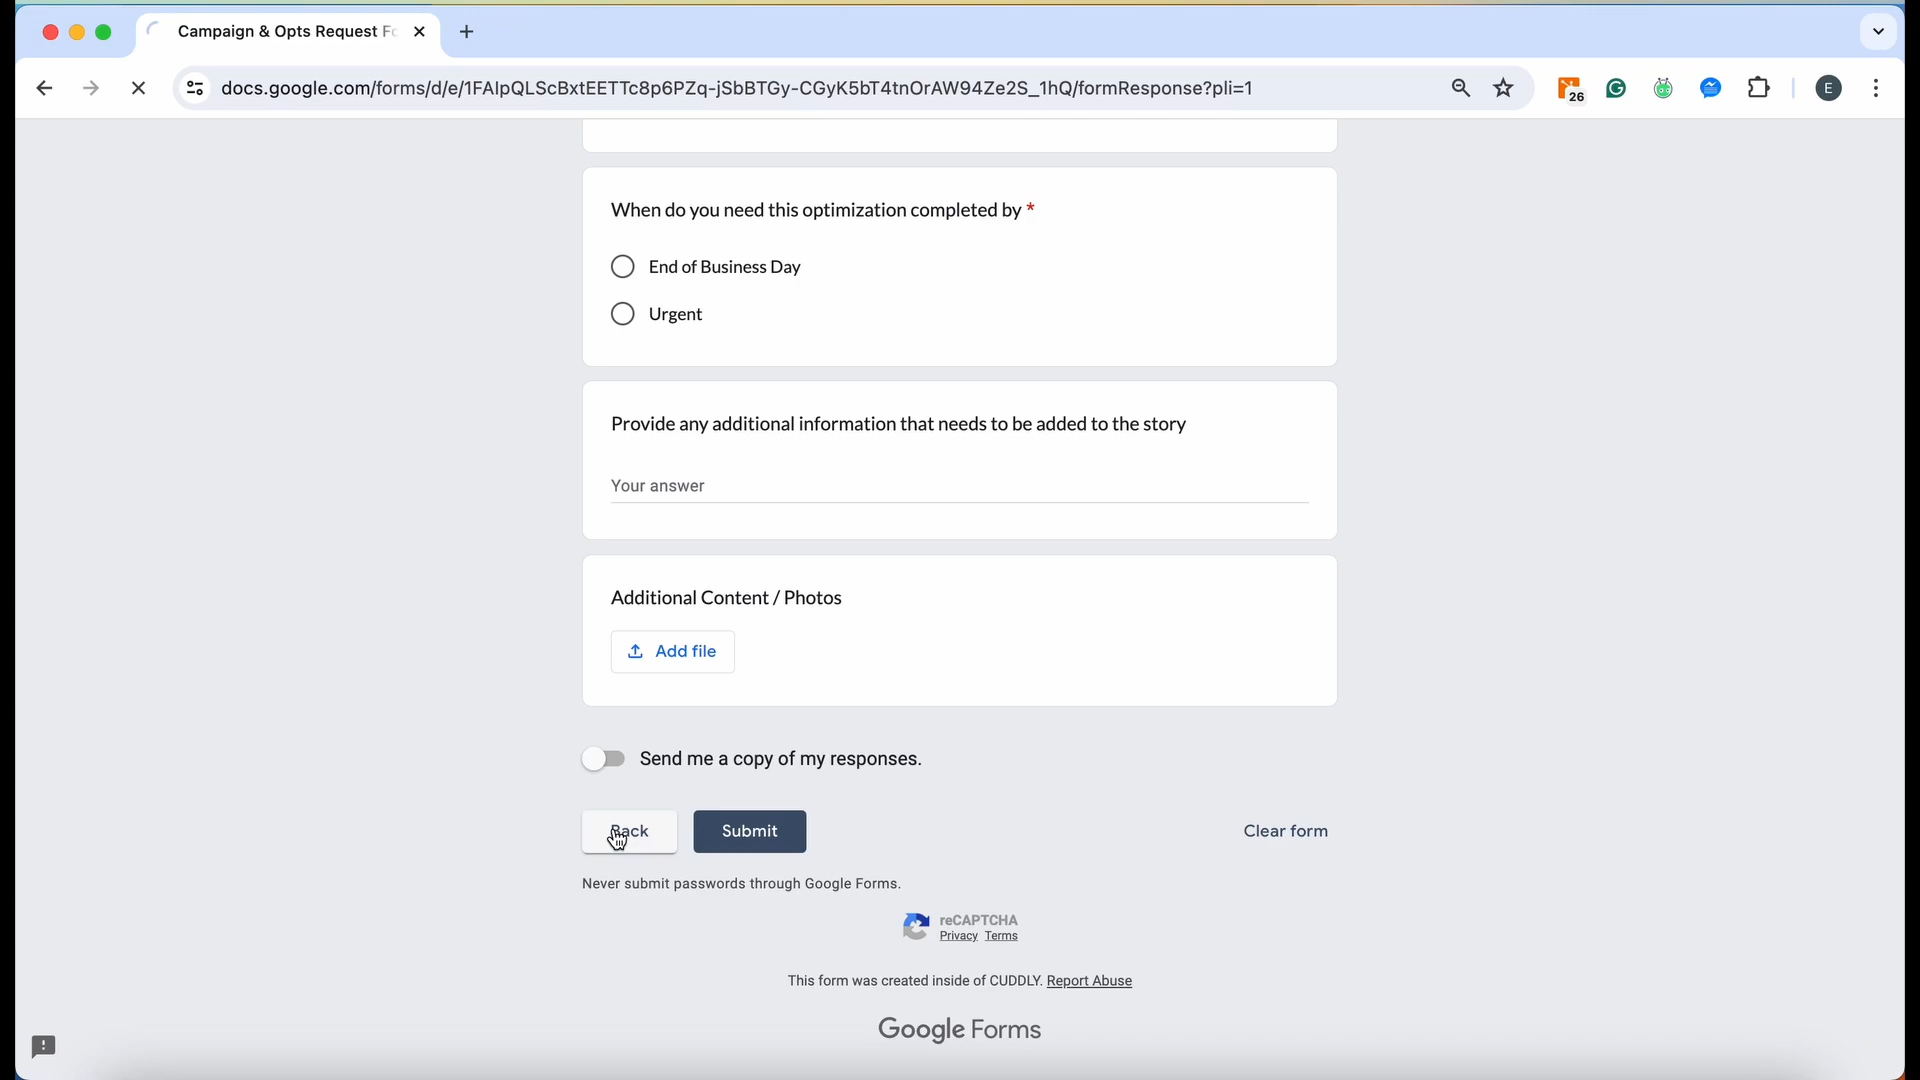 Campaign & Opts Request Fo
docs.google.com/forms/d/e/1FAIpQLScBxtEETTc8p6PZq-jSbBTGy-CGyK5bT4tnOrAW94Ze2S_1hQ/formResponse?pli=1
26
E
When do you need this optimization completed by *
End of Business Day
Urgent
Provide any additional information that needs to be added to the story
Your answer
Additional Content / Photos
Add file
Send me a copy of my responses.
Back
Submit
Clear form
Never submit passwords through Google Forms.
reCAPTCHA
Privacy Terms
This form was created inside of CUDDLY. Report Abuse
Google Forms